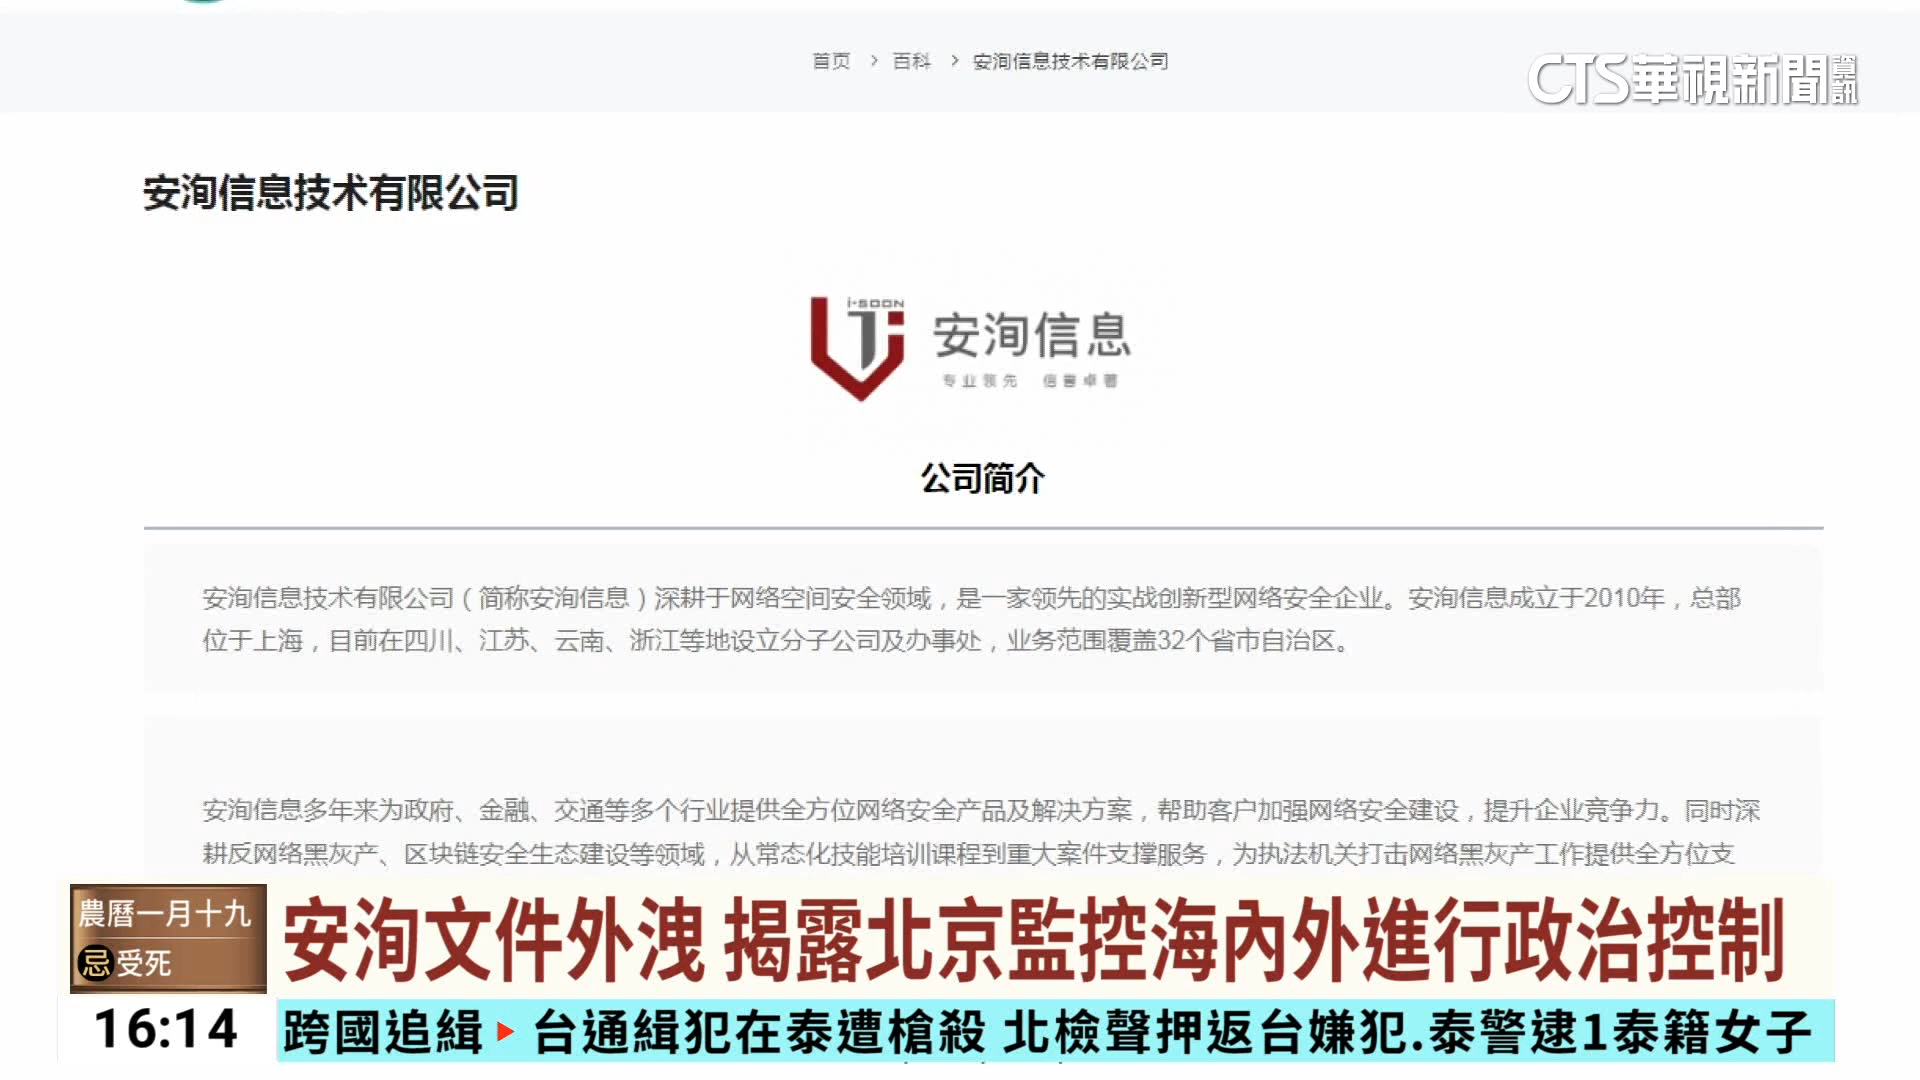 首页 > 百科 > 安洵信息技术有限公司
CTS華視新聞資訊
安洵信息技术有限公司
i-SOON
安洵信息
专业领先 信誉卓著
公司简介
安洵信息技术有限公司（简称安洵信息）深耕于网络空间安全领域，是一家领先的实战创新型网络安全企业。安洵信息成立于2010年，总部
位于上海，目前在四川、江苏、云南、浙江等地设立分子公司及办事处，业务范围覆盖32个省市自治区。
安洵信息多年来为政府、金融、交通等多个行业提供全方位网络安全产品及解决方案，帮助客户加强网络安全建设，提升企业竞争力。同时深
耕反网络黑灰产、区块链安全生态建设等领域，从常态化技能培训课程到重大案件支撑服务，为执法机关打击网络黑灰产工作提供全方位支
農曆一月十九
忌受死
安洵文件外洩 揭露北京監控海內外進行政治控制
16:14
跨國追緝▶台通緝犯在泰遭槍殺 北檢聲押返台嫌犯.泰警逮1泰籍女子